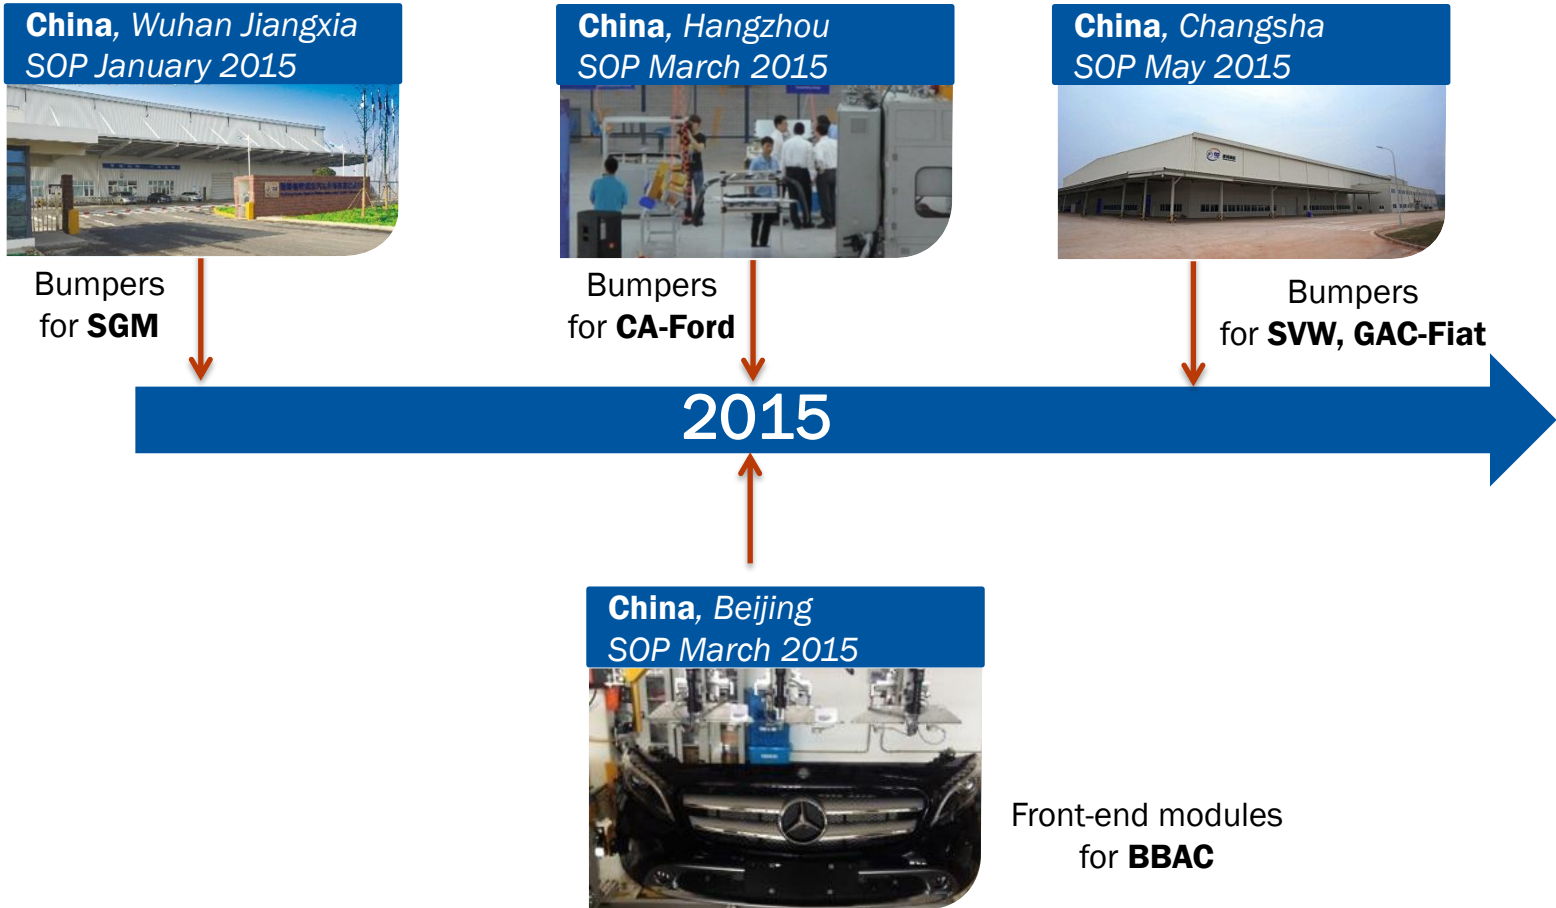 China, Wuhan Jiangxia
SOP January 2015
China, Hangzhou
SOP March 2015
China, Changsha
SOP May 2015
Bumpers
for SGM
Bumpers
for CA-Ford
Bumpers
for SVW, GAC-Fiat
2015
China, Beijing
SOP March 2015
Front-end modules
for BBAC